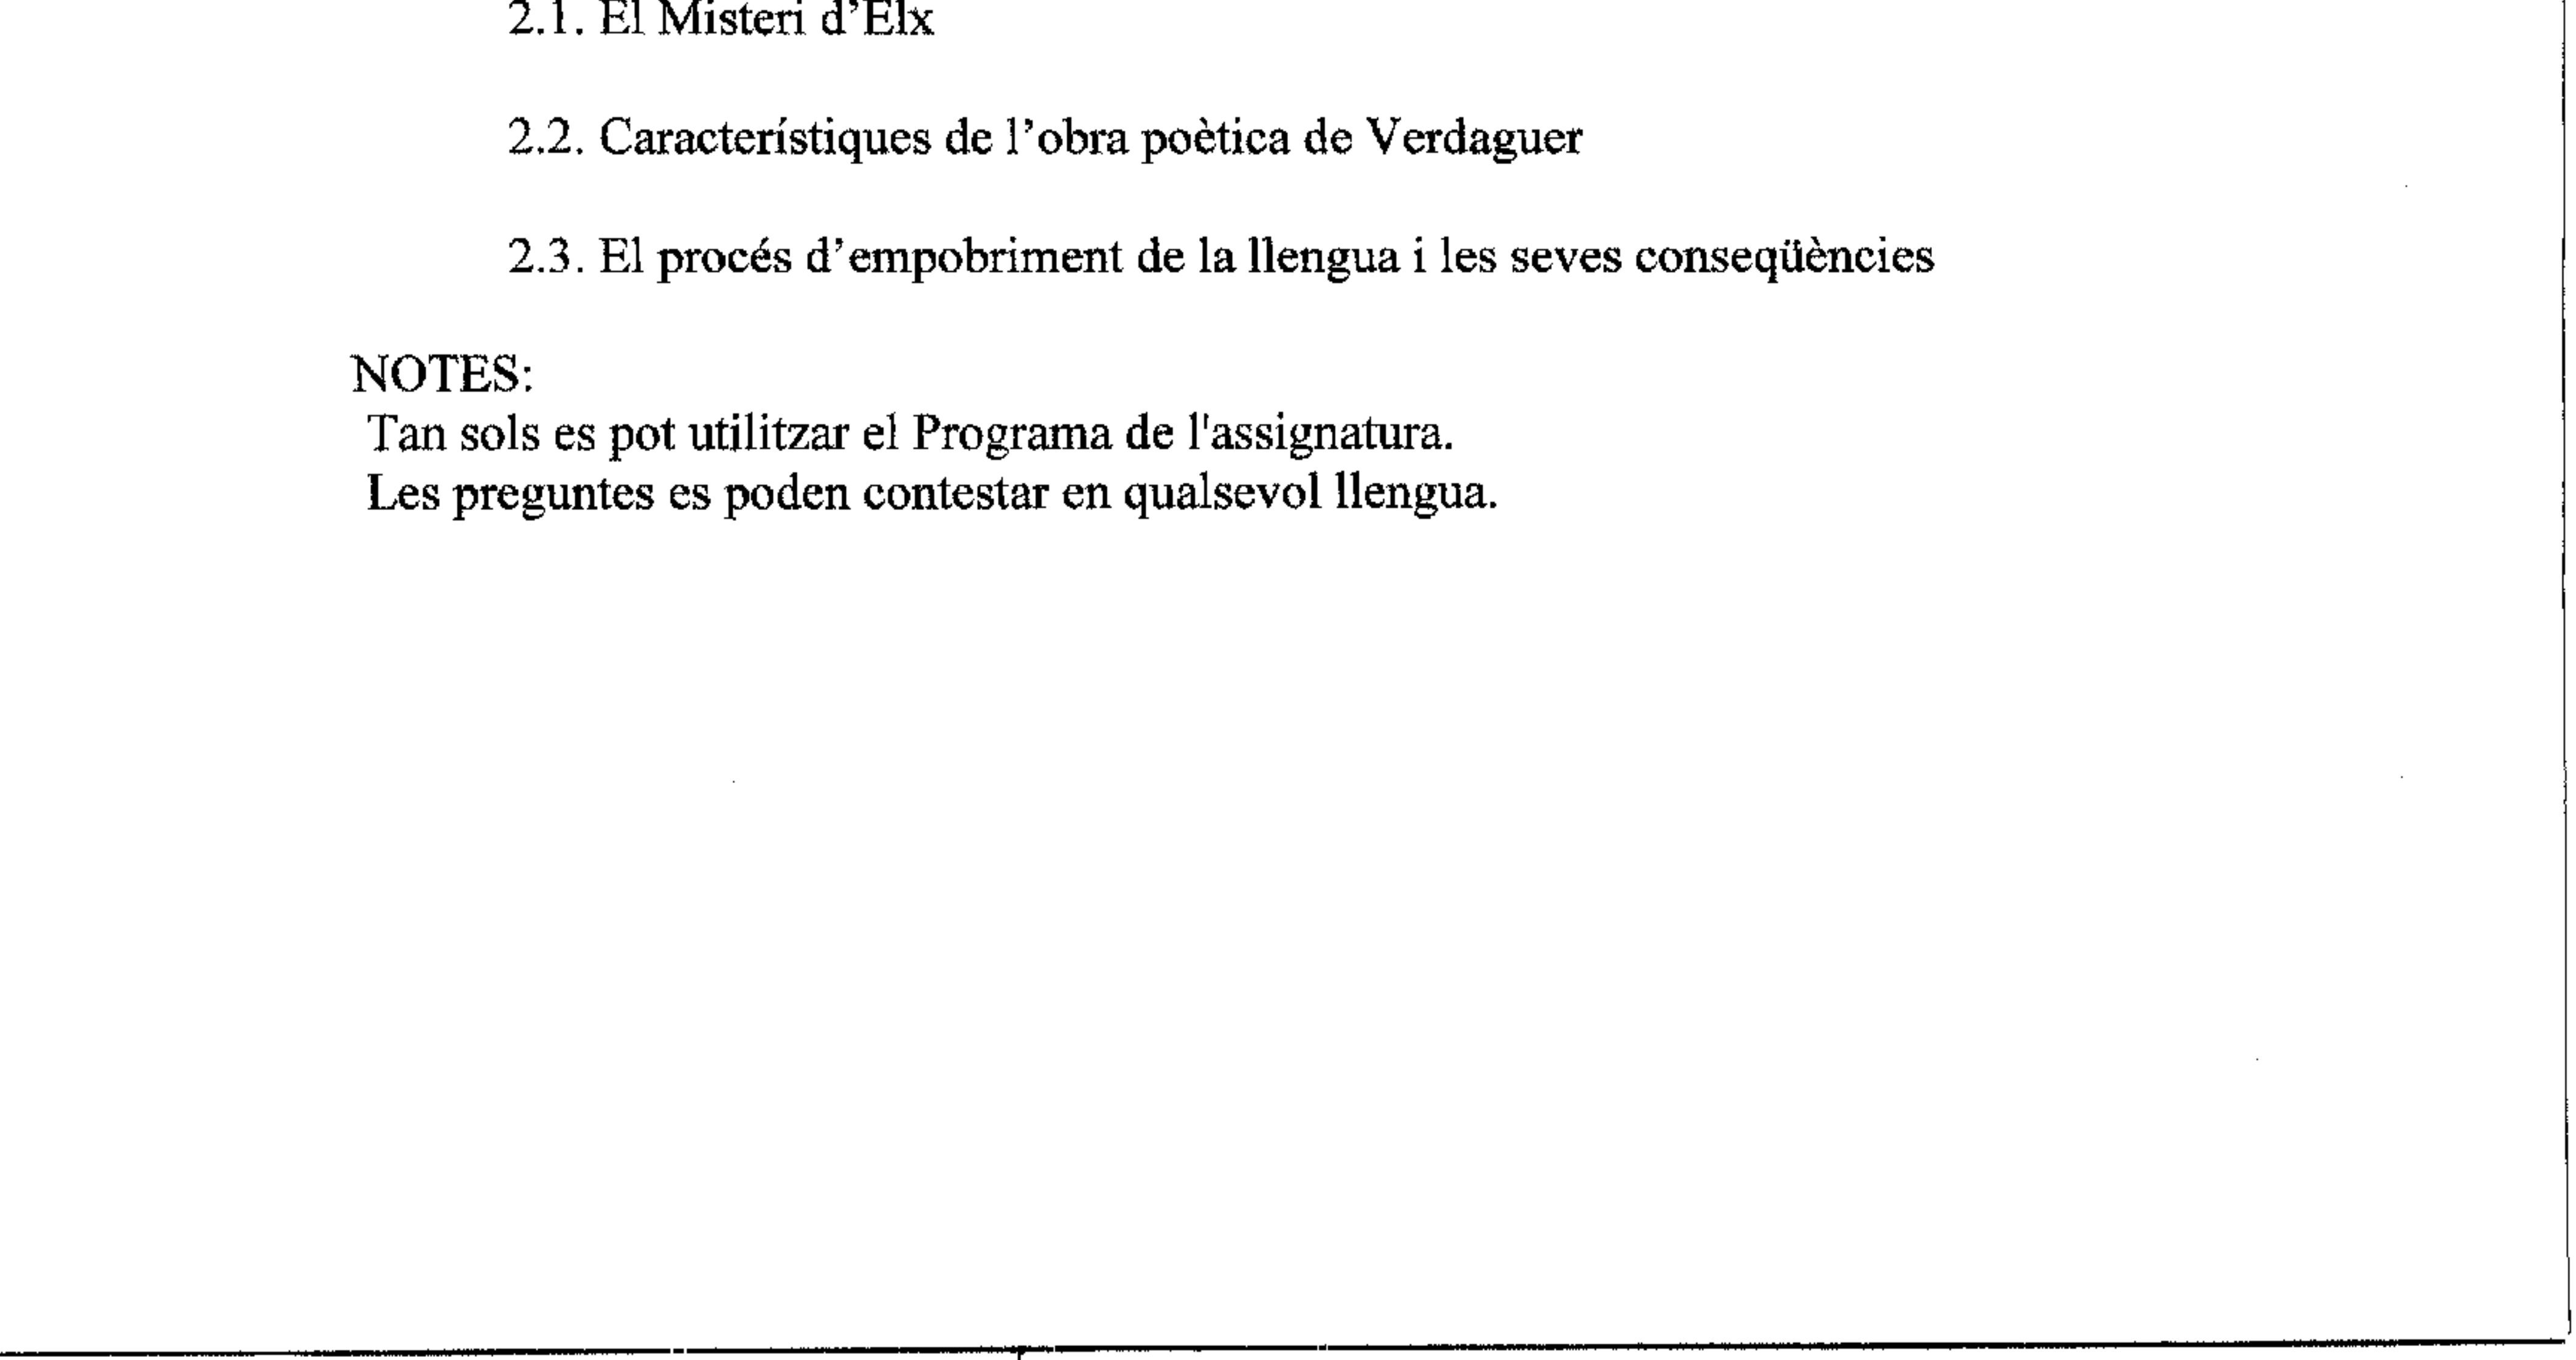 2.1. El Misteri d’Elx
2.2. Característiques de l’obra poètica de Verdaguer
2.3. El procés d’empobriment de la llengua i les seves conseqüències
NOTES:
Tan sols es pot utilitzar el Programa de l'assignatura.
Les preguntes es poden contestar en qualsevol llengua.